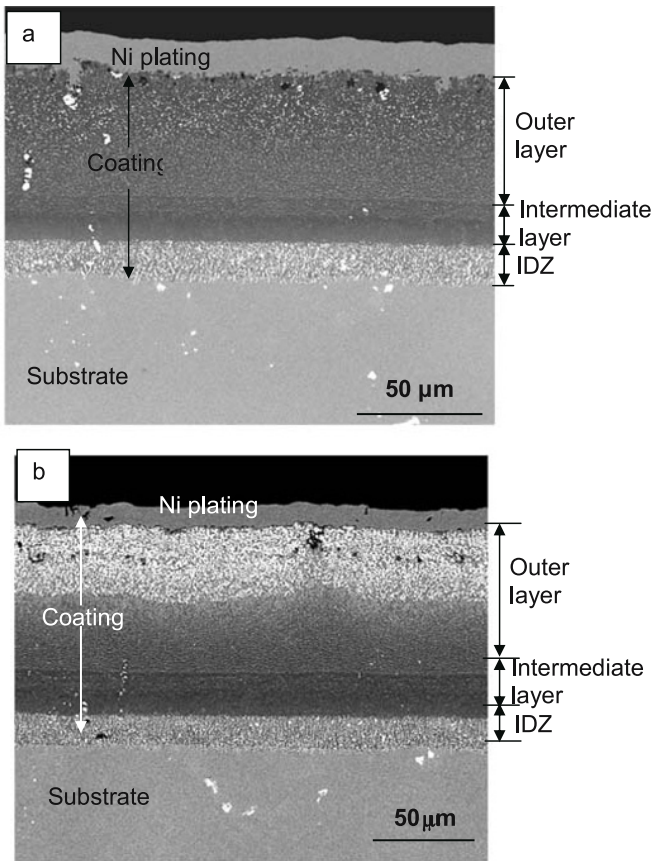 a
Ni plating
Coating
Outer
layer
Intermediate
layer
IDZ
Substrate
50 µm
b
Ni plating
Coating
Outer
layer
Intermediate
layer
IDZ
Substrate
50µm